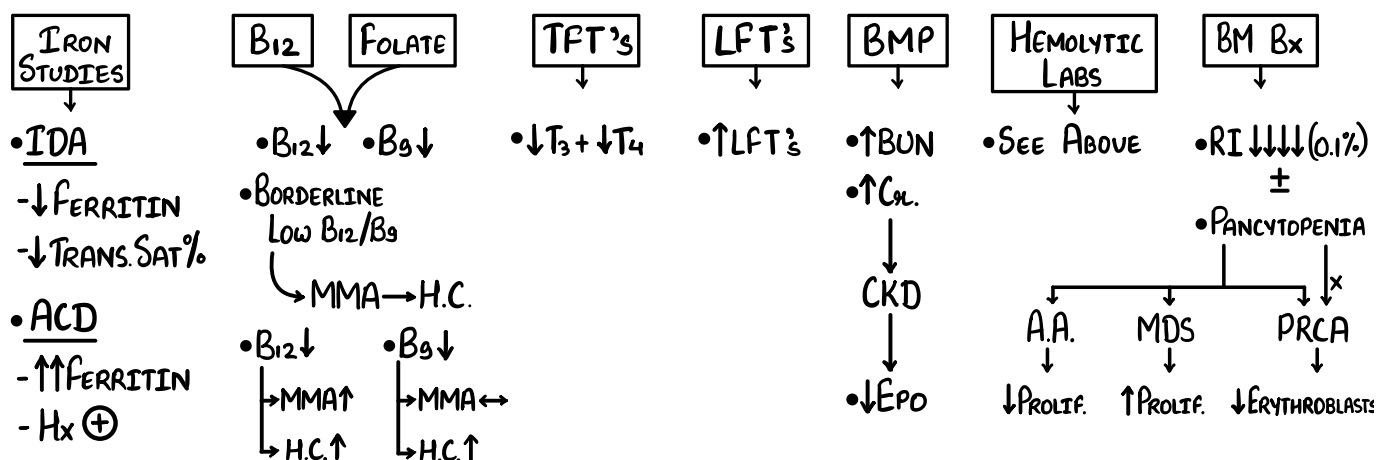 IRON STUDIES
•IDA
-↓FERRITIN
-↓TRANS. SAT%
•ACD
-↑↑FERRITIN
-Hx ⊕
B12
FOLATE
•B12↓ •B9↓
•BORDERLINE
LOW B12/B9
MMA→H.C.
•B12↓ •B9↓
→MMA↑ →MMA↔
→H.C.↑ →H.C.↑
TFT's
•↓T3+↓T4
LFT's
•↑LFT's
BMP
•↑BUN
•↑Cr.
CKD
•↓EPO
HEMOLYTIC
LABS
•SEE ABOVE
BM Bx
•RI↓↓↓↓(0.1%)
±
•PANCYTOPENIA
x
A.A. MDS PRCA
↓PROLIF. ↑PROLIF. ↓ERYTHROBLASTS